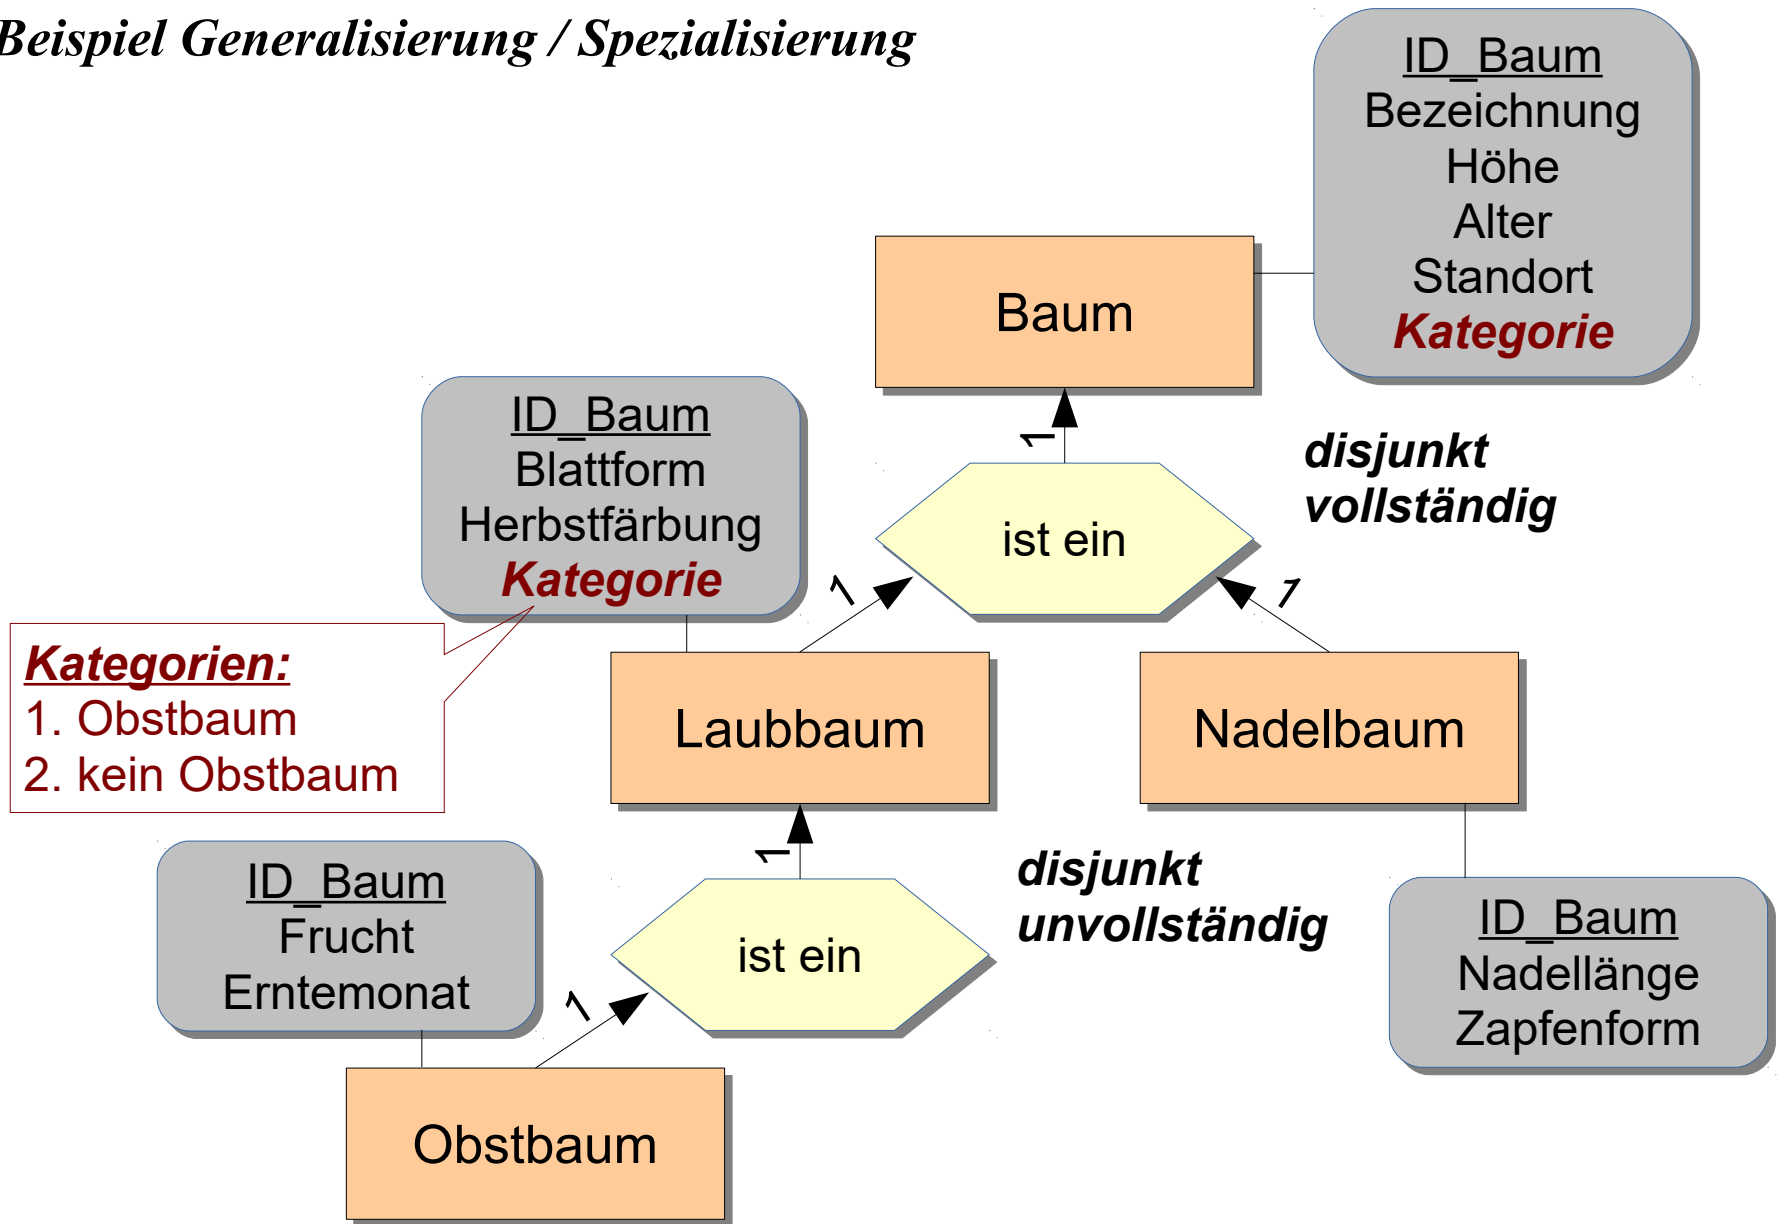 Beispiel Generalisierung / Spezialisierung
ID_Baum
Bezeichnung
Höhe
Alter
Standort
Kategorie
Baum
1
disjunkt
vollständig
ist ein
1
1
ID_Baum
Blattform
Herbstfärbung
Kategorie
Kategorien:
1. Obstbaum
2. kein Obstbaum
Laubbaum
Nadelbaum
1
disjunkt
unvollständig
ist ein
1
ID_Baum
Frucht
Erntemonat
ID_Baum
Nadellänge
Zapfenform
Obstbaum